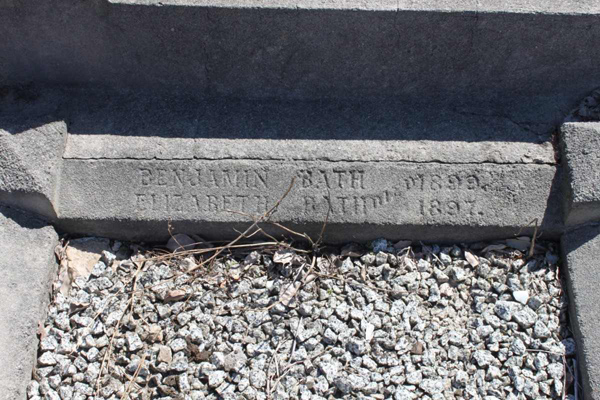 BENJAMIN BATH 1899.
ELIZABETH BATH 1897.